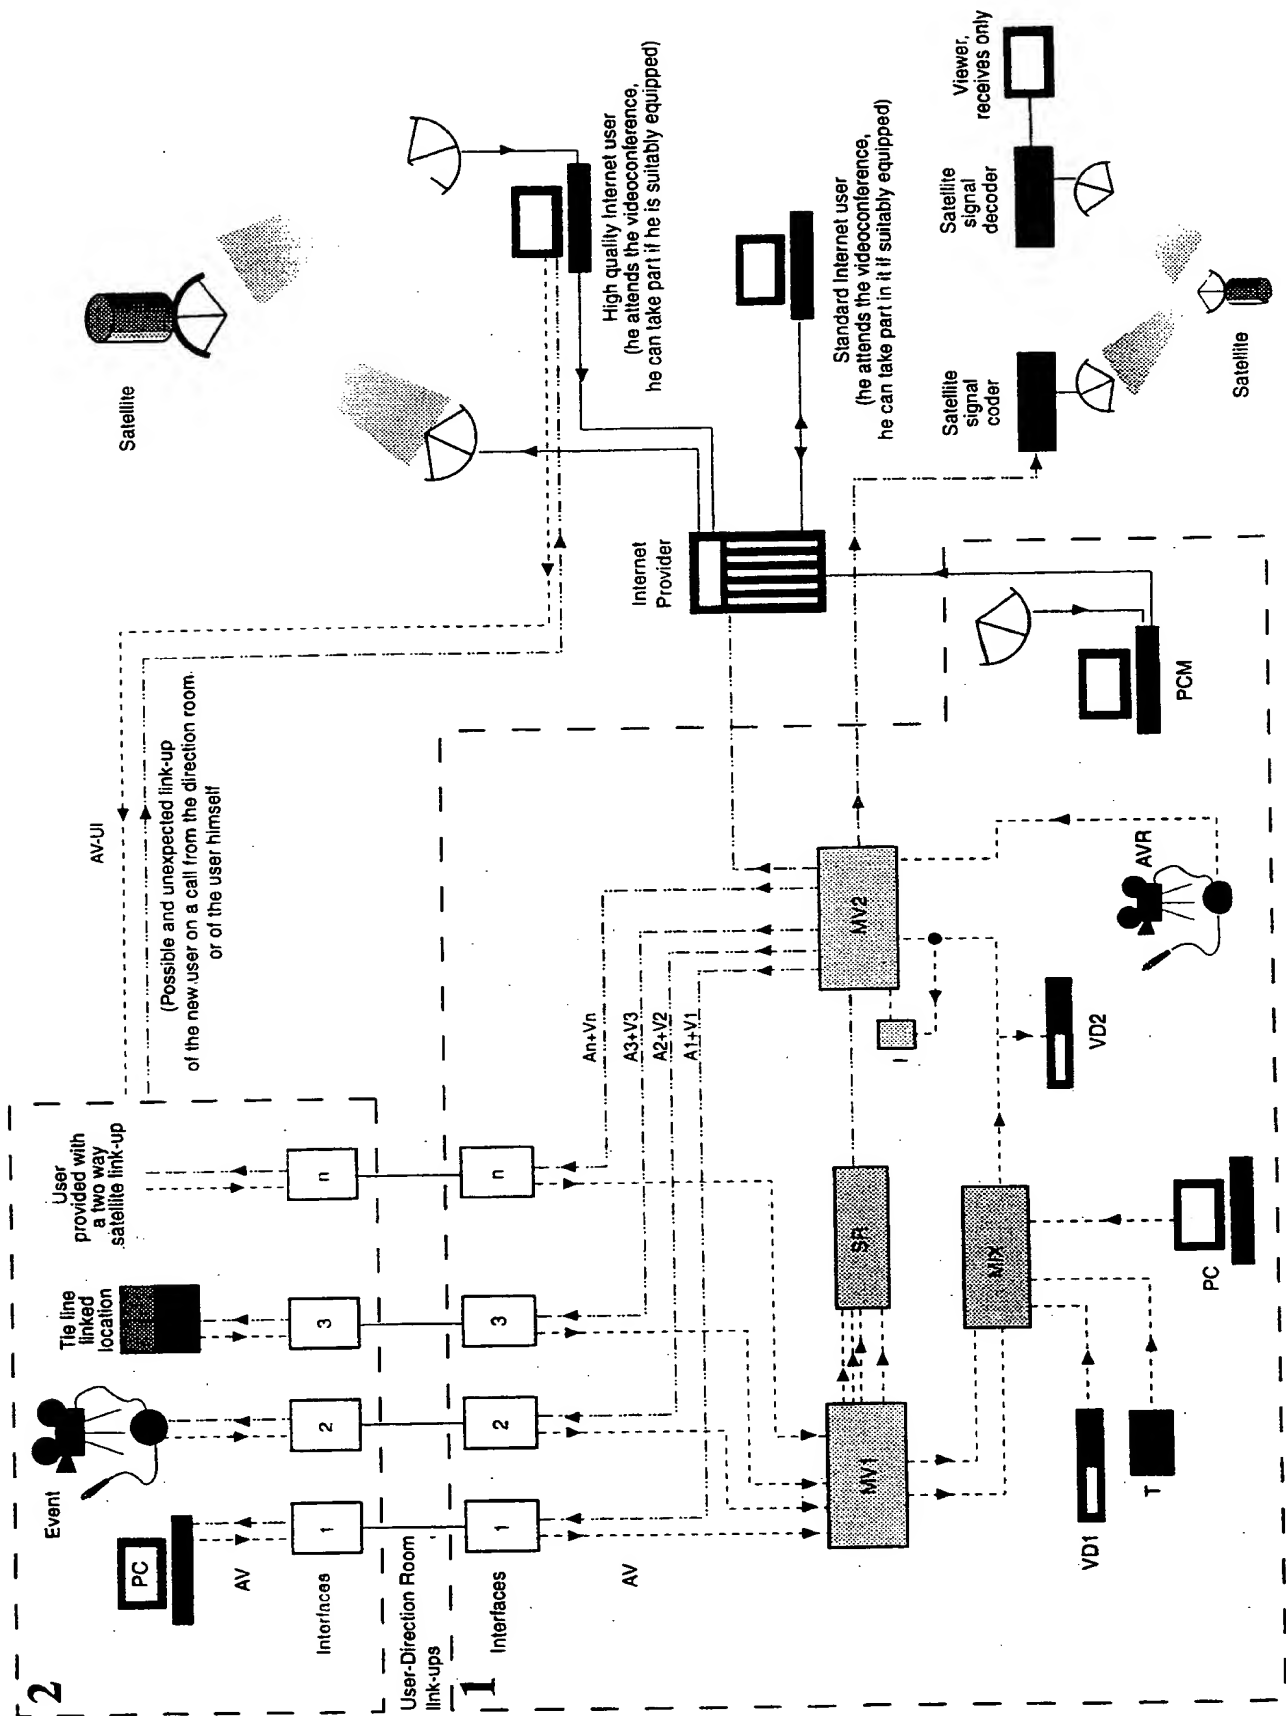 2
PC
AV
Event
Tie line
linked
location
User
provided with
a two way
satellite link-up
Interfaces
1
2
3
n
AV-UI
(Possible and unexpected link-up
of the new user on a call from the direction room
or of the user himself
Satellite
User-Direction Room
link-ups
1
Interfaces
1
2
3
n
AV
An+Vn
A3+V3
A2+V2
A1+V1
High quality Internet user
(he attends the videoconference,
he can take part if he is suitably equipped)
Internet
Provider
MV1
SR
MV2
I
Standard Internet user
(he attends the videoconference,
he can take part in it if suitably equipped)
MIX
VD1
T
PC
VD2
AVR
PCM
Satellite
signal
coder
Satellite
signal
decoder
Viewer,
receives only
Satellite